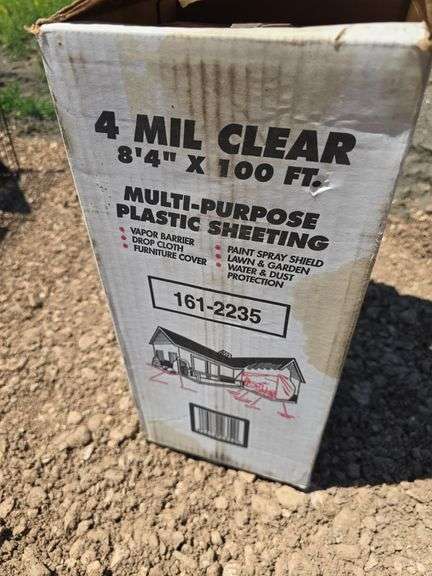 4 MIL CLEAR
8'4" X 100 FT.
MULTI-PURPOSE
PLASTIC SHEETING
• VAPOR BARRIER
• DROP CLOTH
• FURNITURE COVER
• PAINT SPRAY SHIELD
• LAWN & GARDEN
• WATER & DUST
PROTECTION
161-2235